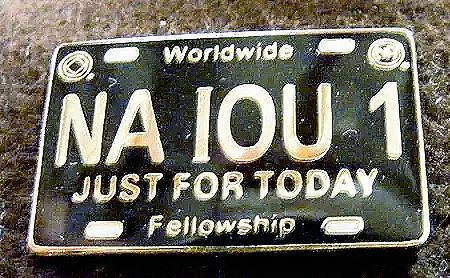 Worldwide
NA IOU 1
JUST FOR TODAY
Fellowship